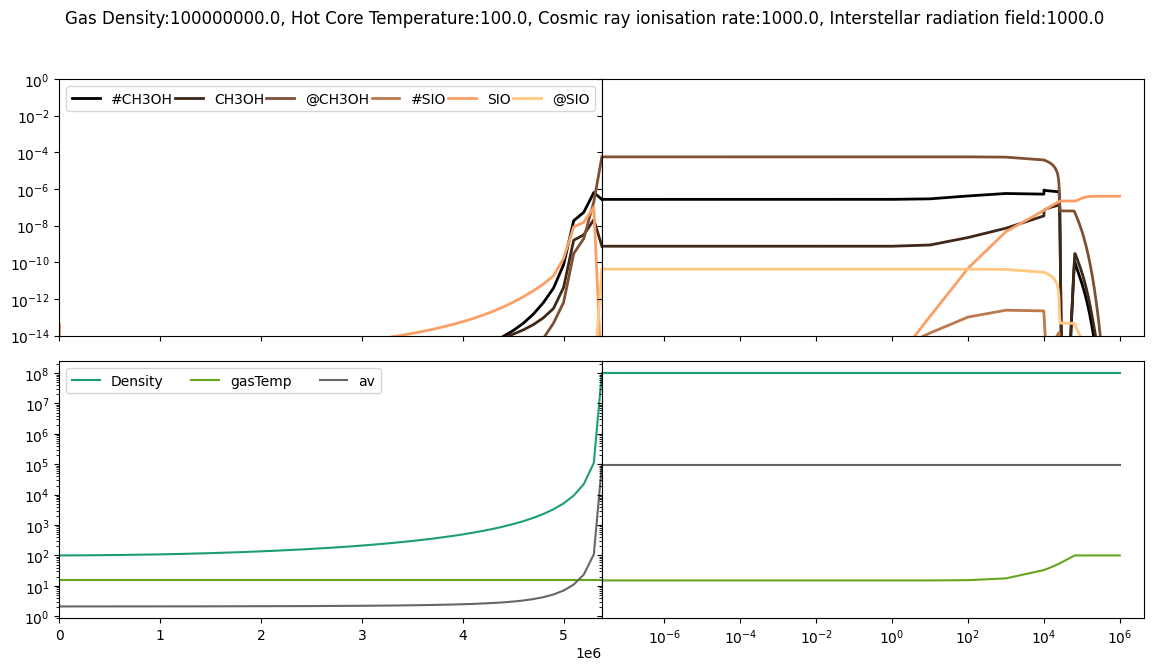 Gas Density:100000000.0, Hot Core Temperature:100.0, Cosmic ray ionisation rate:1000.0, Interstellar radiation field:1000.0
10^0
10^-2
10^-4
10^-6
10^-8
10^-10
10^-12
10^-14
#CH3OH CH3OH @CH3OH #SIO SIO @SIO
10^8
10^7
10^6
10^5
10^4
10^3
10^2
10^1
10^0
Density gasTemp av
0 1 2 3 4 5
1e6
10^-6 10^-4 10^-2 10^0 10^2 10^4 10^6